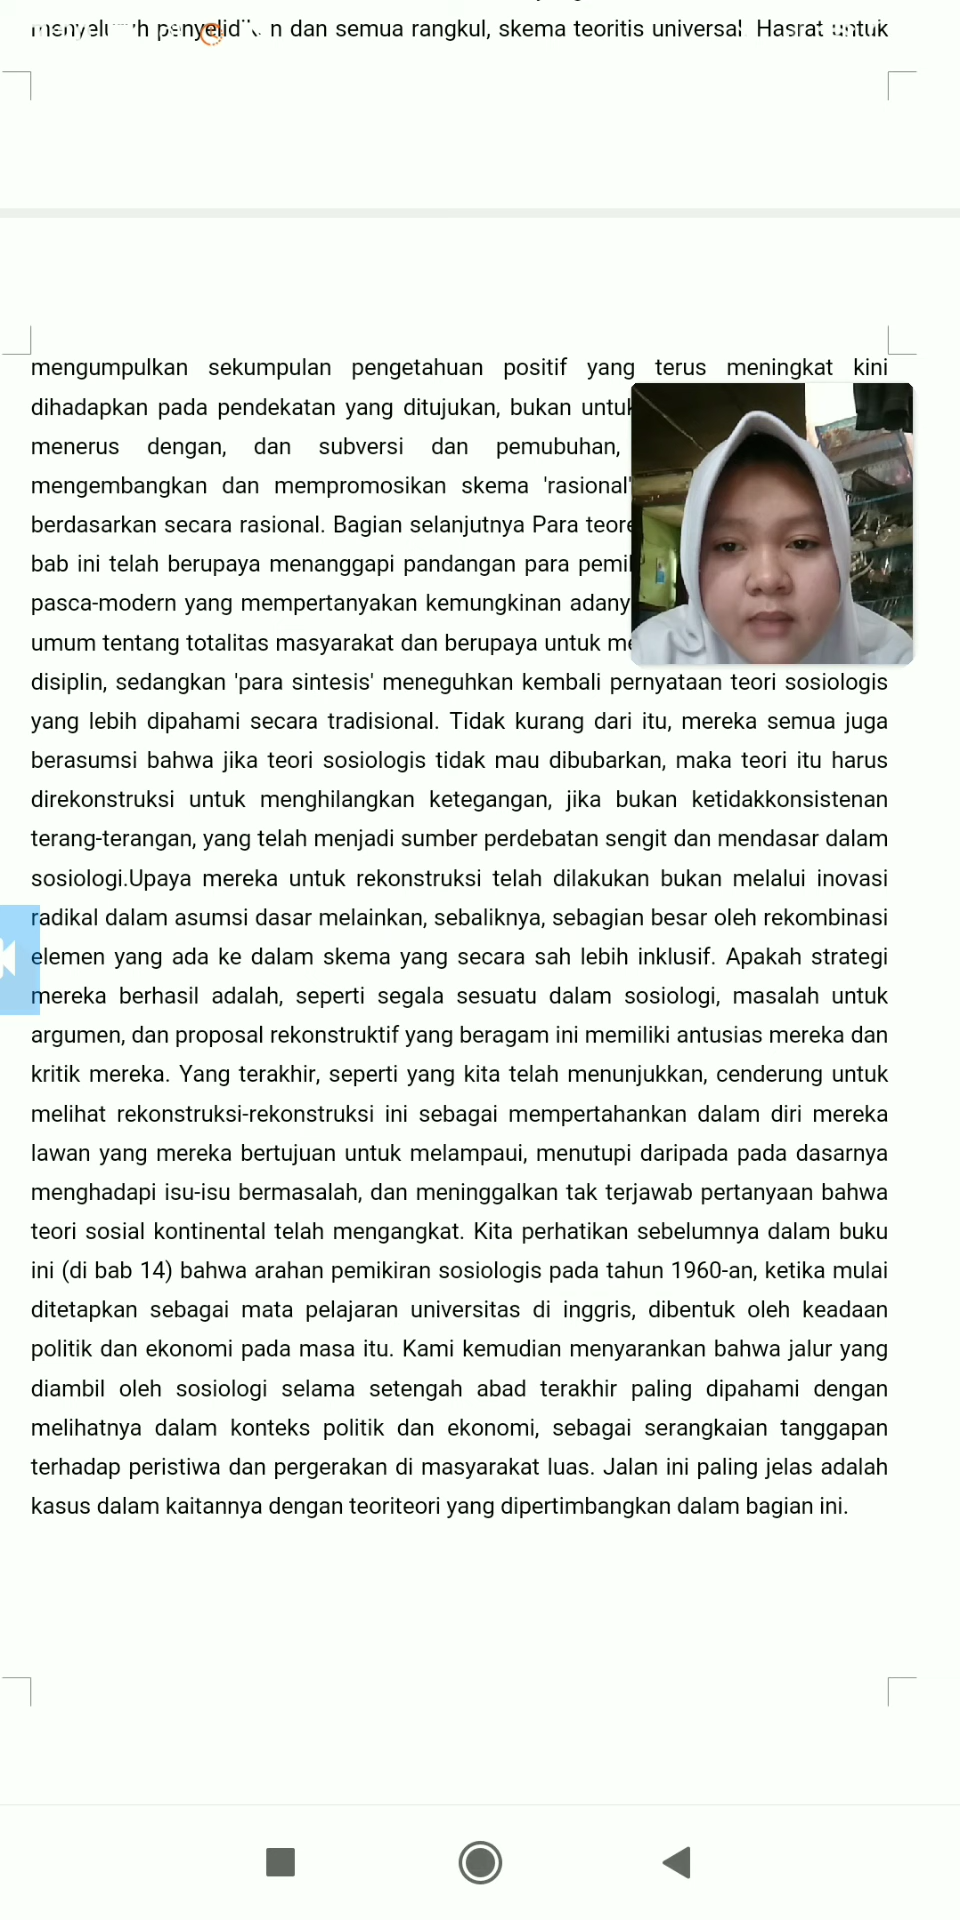 dan semua rangkul, skema teoritis universal. Hasrat untuk
mengumpulkan sekumpulan pengetahuan positif yang terus meningkat kini
dihadapkan pada pendekatan yang ditujukan, bukan
menerus dengan, dan subversi dan pemubuhan,
mengembangkan dan mempromosikan skema 'rasional'
berdasarkan secara rasional. Bagian selanjutnya Para
bab ini telah berupaya menanggapi pandangan para
pasca-modern yang mempertanyakan kemungkinan
umum tentang totalitas masyarakat dan berupaya untuk
disiplin, sedangkan 'para sintesis' meneguhkan kembali pernyataan teori sosiologis
yang lebih dipahami secara tradisional. Tidak kurang dari itu, mereka semua juga
berasumsi bahwa jika teori sosiologis tidak mau dibubarkan, maka teori itu harus
direkonstruksi untuk menghilangkan ketegangan, jika bukan ketidakkonsistenan
terang-terangan, yang telah menjadi sumber perdebatan sengit dan mendasar dalam
sosiologi.Upaya mereka untuk rekonstruksi telah dilakukan bukan melalui inovasi
radikal dalam asumsi dasar melainkan, sebaliknya, sebagian besar oleh rekombinasi
elemen yang ada ke dalam skema yang secara sah lebih inklusif. Apakah strategi
mereka berhasil adalah, seperti segala sesuatu dalam sosiologi, masalah untuk
argumen, dan proposal rekonstruktif yang beragam ini memiliki antusias mereka dan
kritik mereka. Yang terakhir, seperti yang kita telah menunjukkan, cenderung untuk
melihat rekonstruksi-rekonstruksi ini sebagai mempertahankan dalam diri mereka
lawan yang mereka bertujuan untuk melampaui, menutupi daripada pada dasarnya
menghadapi isu-isu bermasalah, dan meninggalkan tak terjawab pertanyaan bahwa
teori sosial kontinental telah mengangkat. Kita perhatikan sebelumnya dalam buku
ini (di bab 14) bahwa arahan pemikiran sosiologis pada tahun 1960-an, ketika mulai
ditetapkan sebagai mata pelajaran universitas di inggris, dibentuk oleh keadaan
politik dan ekonomi pada masa itu. Kami kemudian menyarankan bahwa jalur yang
diambil oleh sosiologi selama setengah abad terakhir paling dipahami dengan
melihatnya dalam konteks politik dan ekonomi, sebagai serangkaian tanggapan
terhadap peristiwa dan pergerakan di masyarakat luas. Jalan ini paling jelas adalah
kasus dalam kaitannya dengan teoriteori yang dipertimbangkan dalam bagian ini.